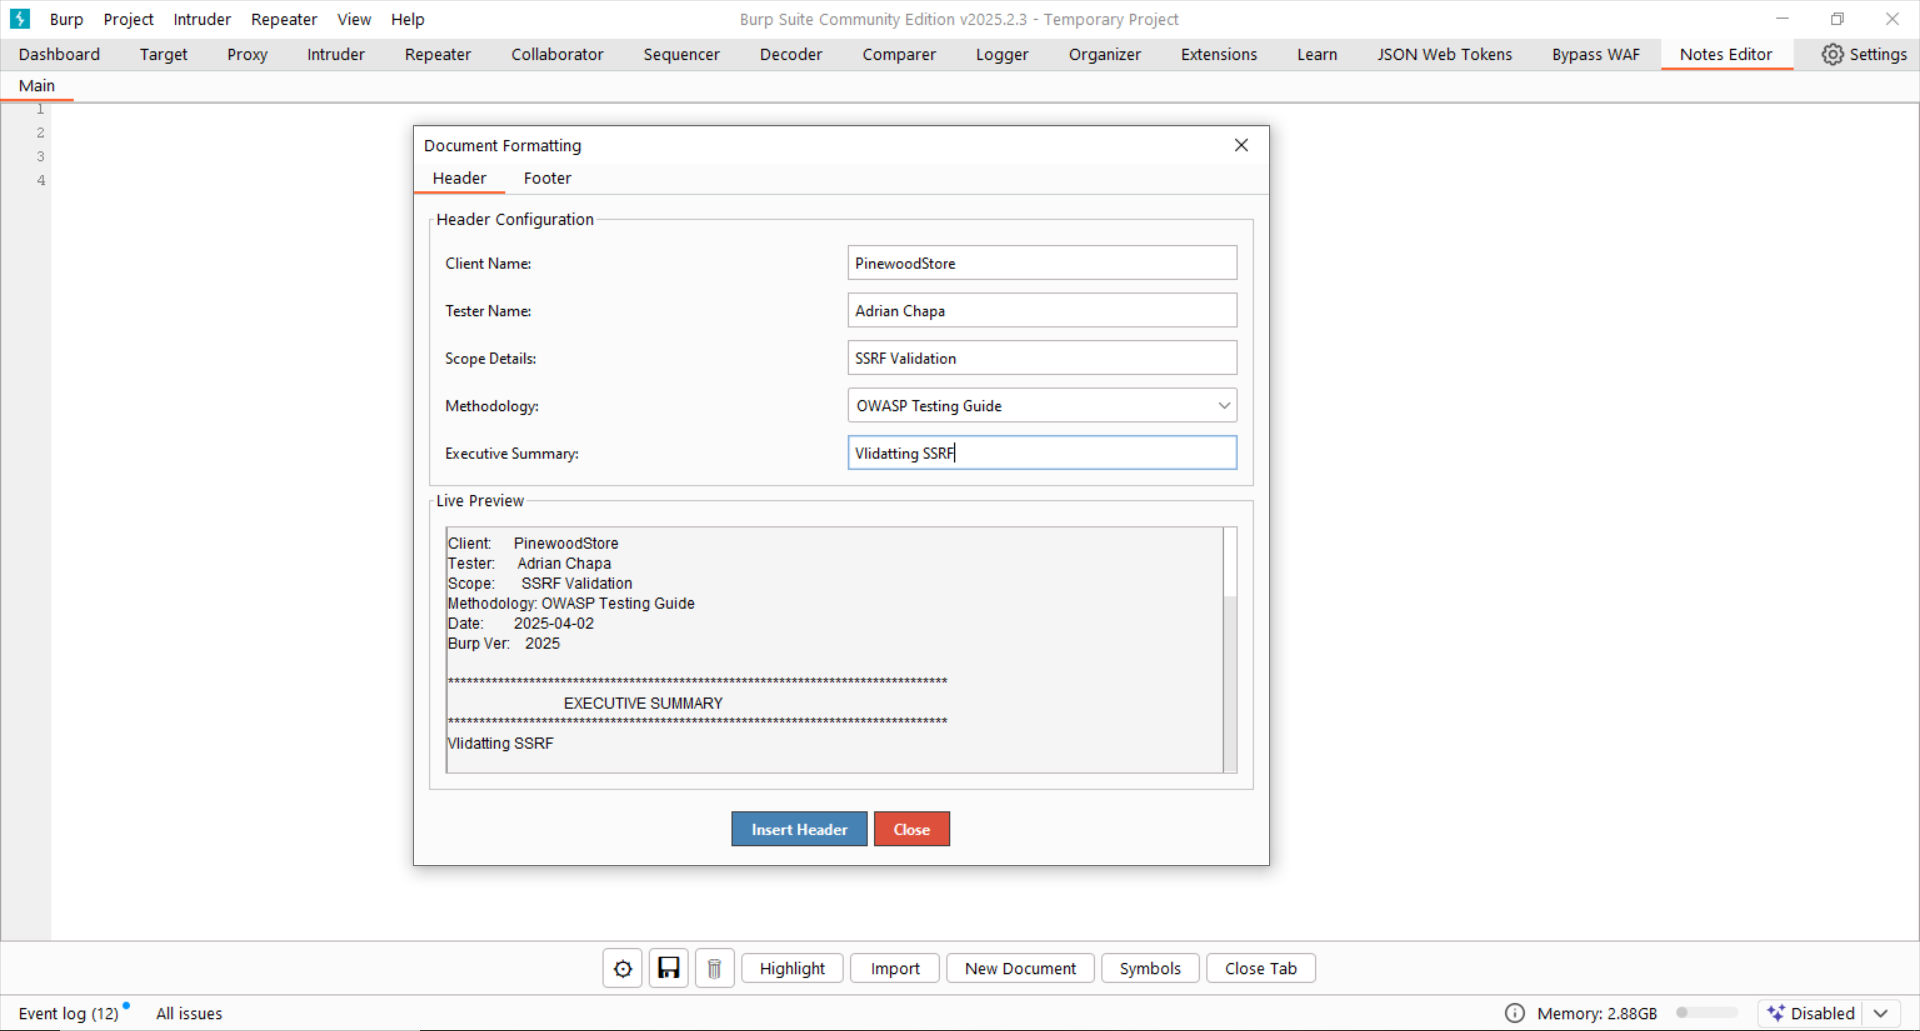 Burp Project Intruder Repeater View Help Burp Suite Community Edition v2025.2.3 - Temporary Project
Dashboard Target Proxy Intruder Repeater Collaborator Sequencer Decoder Comparer Logger Organizer Extensions Learn JSON Web Tokens Bypass WAF Notes Editor Settings
Main
1
2
3
4
Document Formatting
Header Footer
Header Configuration
Client Name: PinewoodStore
Tester Name: Adrian Chapa
Scope Details: SSRF Validation
Methodology: OWASP Testing Guide
Executive Summary: Vlidatting SSRF
Live Preview
Client: PinewoodStore
Tester: Adrian Chapa
Scope: SSRF Validation
Methodology: OWASP Testing Guide
Date: 2025-04-02
Burp Ver: 2025
********************************************************************************
EXECUTIVE SUMMARY
********************************************************************************
Vlidatting SSRF
Insert Header Close
Highlight Import New Document Symbols Close Tab
Event log (12) All issues Memory: 2.88GB Disabled